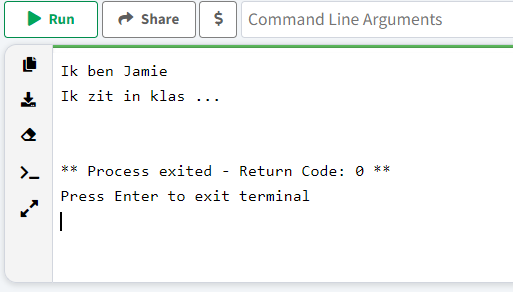 Run Share $ Command Line Arguments
Ik ben Jamie
Ik zit in klas ...
** Process exited - Return Code: 0 **
Press Enter to exit terminal